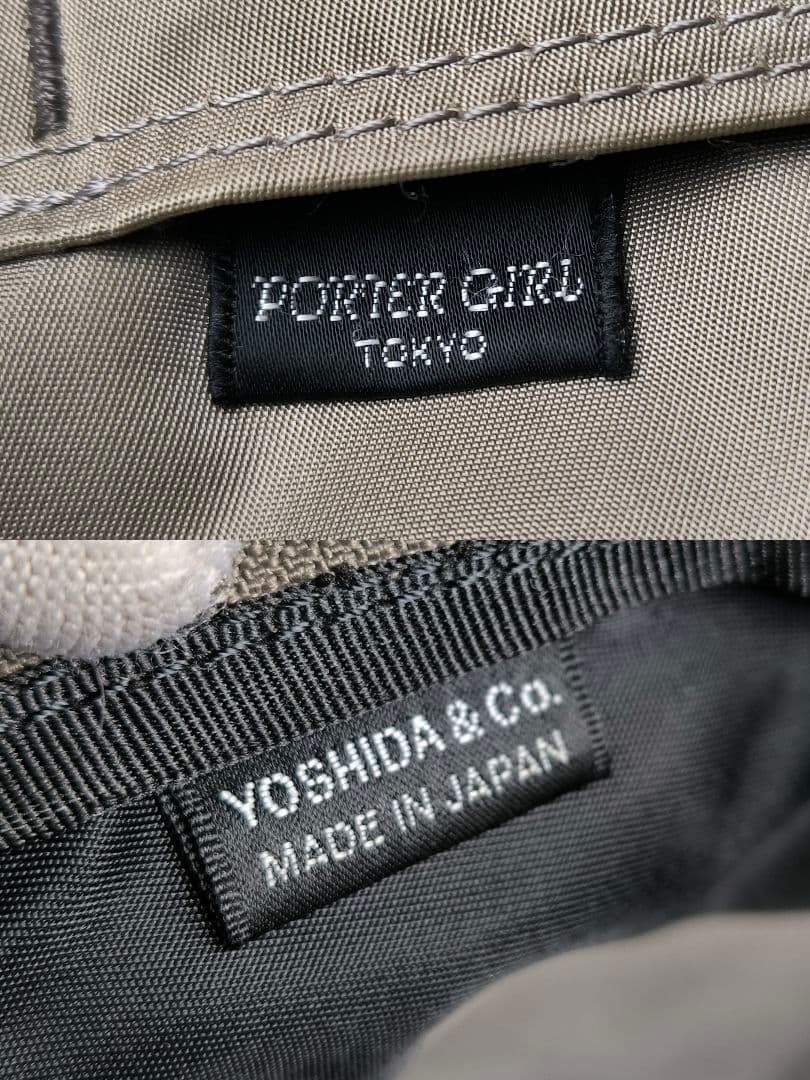 PORTER GIRL
TOKYO
YOSHIDA & Co.
MADE IN JAPAN